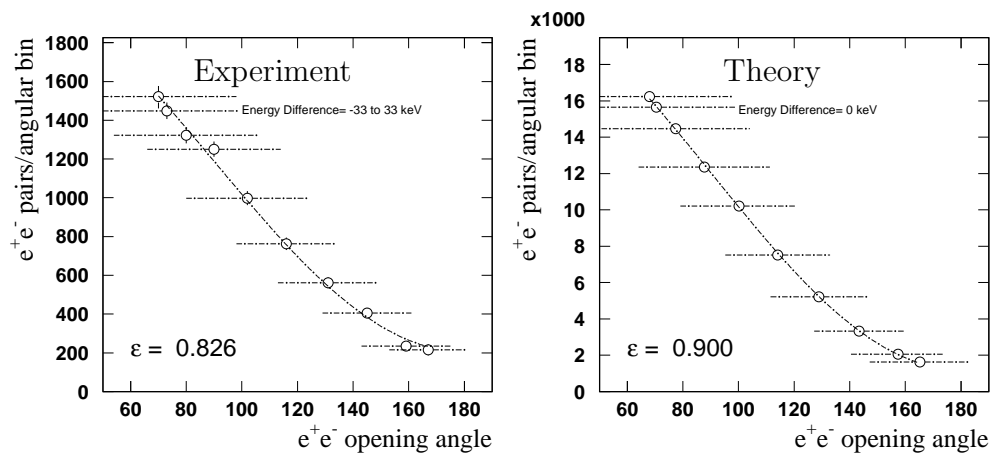 e⁺e⁻ pairs/angular bin
1800
1600
1400
1200
1000
800
600
400
200
0
Experiment
Energy Difference= -33 to 33 keV
ε = 0.826
60 80 100 120 140 160 180
e⁺e⁻ opening angle
x1000
e⁺e⁻ pairs/angular bin
18
16
14
12
10
8
6
4
2
0
Theory
Energy Difference= 0 keV
ε = 0.900
60 80 100 120 140 160 180
e⁺e⁻ opening angle